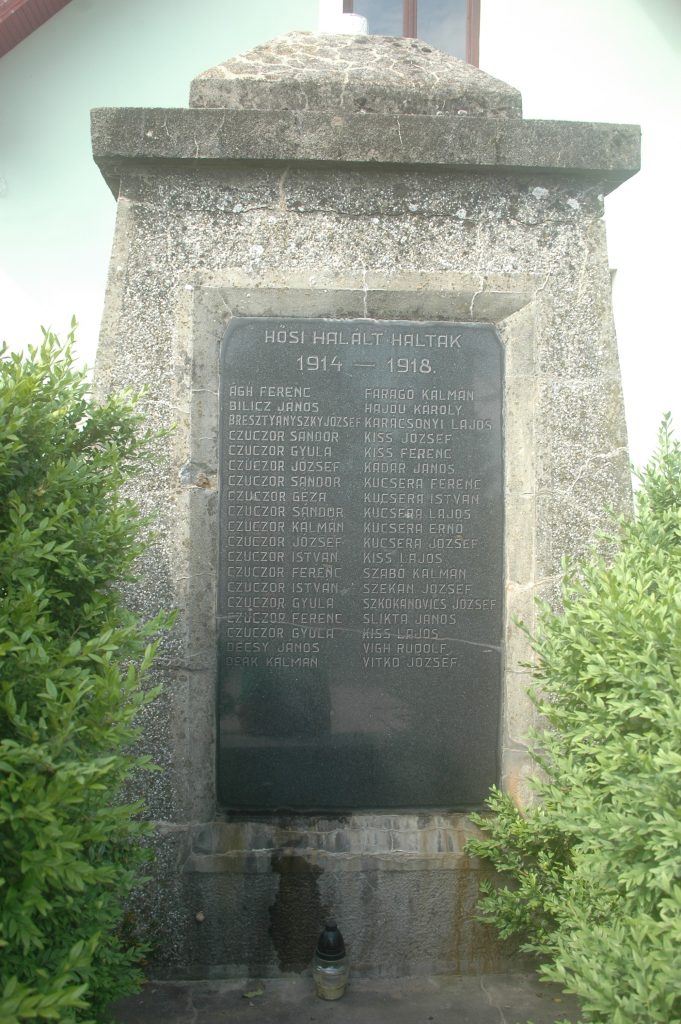 HŐSI HALÁLT HALTAK
1914 — 1918.
ÁGH FERENC
BILICZ JÁNOS
BRESZTYÁNYSZKY JÓZSEF
CZUCZOR SÁNDOR
CZUCZOR GYULA
CZUCZOR JÓZSEF
CZUCZOR SÁNDOR
CZUCZOR GÉZA
CZUCZOR SÁNDOR
CZUCZOR KÁLMÁN
CZUCZOR JÓZSEF
CZUCZOR ISTVÁN
CZUCZOR FERENC
CZUCZOR ISTVÁN
CZUCZOR GYULA
CZUCZOR FERENC
CZUCZOR GYULA
DÉCSY JÁNOS
DEÁK KÁLMÁN
FARAGÓ KÁLMÁN
HAJDU KÁROLY
KARÁCSONYI LAJOS
KISS JÓZSEF
KISS FERENC
KÁDÁR JÁNOS
KUCSERA FERENC
KUCSERA ISTVÁN
KUCSERA LAJOS
KUCSERA ERNŐ
KUCSERA JÓZSEF
KISS LAJOS
SZABÓ KÁLMÁN
SZEKÁN JÓZSEF
SZKOKANOVICS JÓZSEF
SLIKTA JÁNOS
KISS LAJOS
VIGH RUDOLF
VITKÓ JÓZSEF